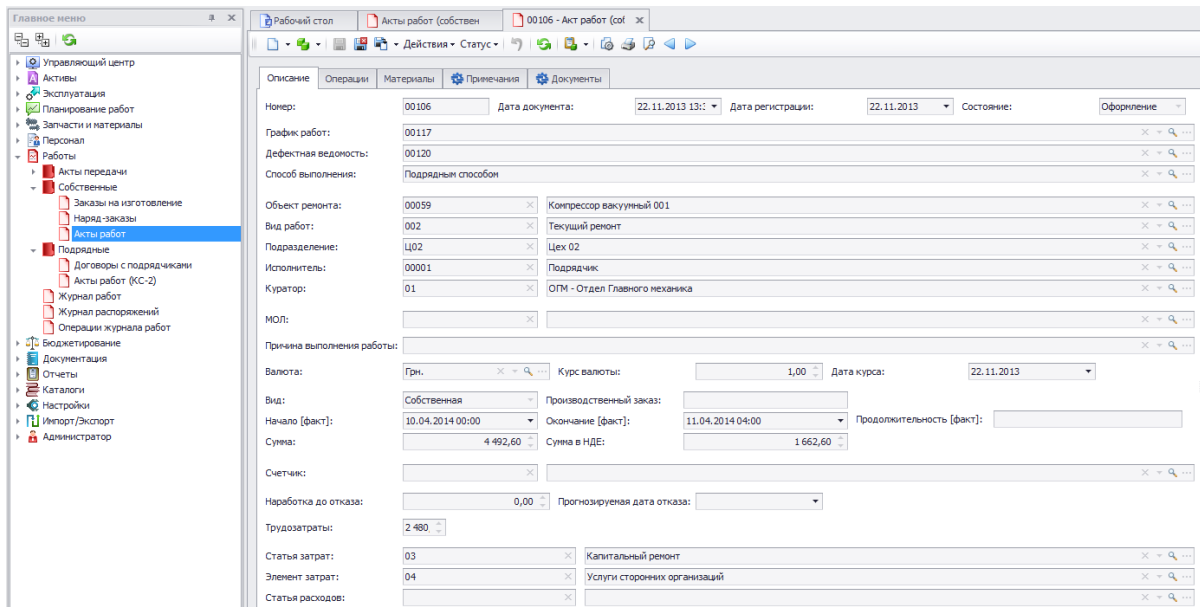 Главное меню
Управляющий центр
Активы
Эксплуатация
Планирование работ
Запчасти и материалы
Персонал
Работы
Акты передачи
Собственные
Заказы на изготовление
Наряд-заказы
Акты работ
Подрядные
Договоры с подрядчиками
Акты работ (КС-2)
Журнал работ
Журнал распоряжений
Операции журнала работ
Бюджетирование
Документация
Отчеты
Каталоги
Настройки
Импорт/Экспорт
Администратор
Рабочий стол Акты работ (собствен 00106 - Акт работ (сог
Действия Статус
Описание Операции Материалы Примечания Документы
Номер: 00106 Дата документа: 22.11.2013 13:: Дата регистрации: 22.11.2013 Состояние: Оформление
График работ: 00117
Дефектная ведомость: 00120
Способ выполнения: Подрядным способом
Объект ремонта: 00059 Компрессор вакуумный 001
Вид работ: 002 Текущий ремонт
Подразделение: Ц02 Цех 02
Исполнитель: 00001 Подрядчик
Куратор: 01 ОГМ - Отдел Главного механика
МОЛ:
Причина выполнения работы:
Валюта: Грн. Курс валюты: 1,00 Дата курса: 22.11.2013
Вид: Собственная Производственный заказ:
Начало [факт]: 10.04.2014 00:00 Окончание [факт]: 11.04.2014 04:00 Продолжительность [факт]:
Сумма: 4 492,60 Сумма в НДЕ: 1 662,60
Счетчик:
Наработка до отказа: 0,00 Прогнозируемая дата отказа:
Трудозатраты: 2 480,
Статья затрат: 03 Капитальный ремонт
Элемент затрат: 04 Услуги сторонних организаций
Статья расходов: